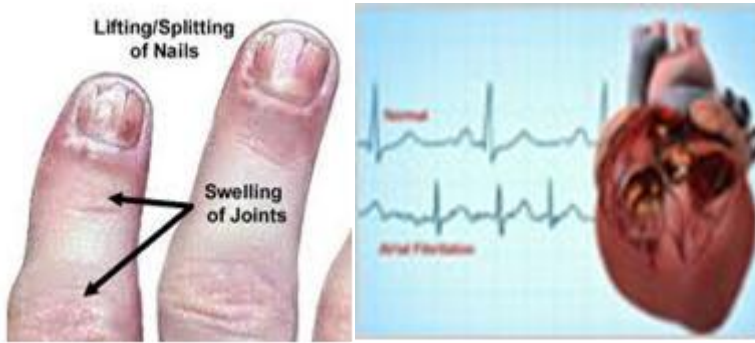 Lifting/Splitting
of Nails
Swelling
of Joints
Normal
Atrial Fibrillation